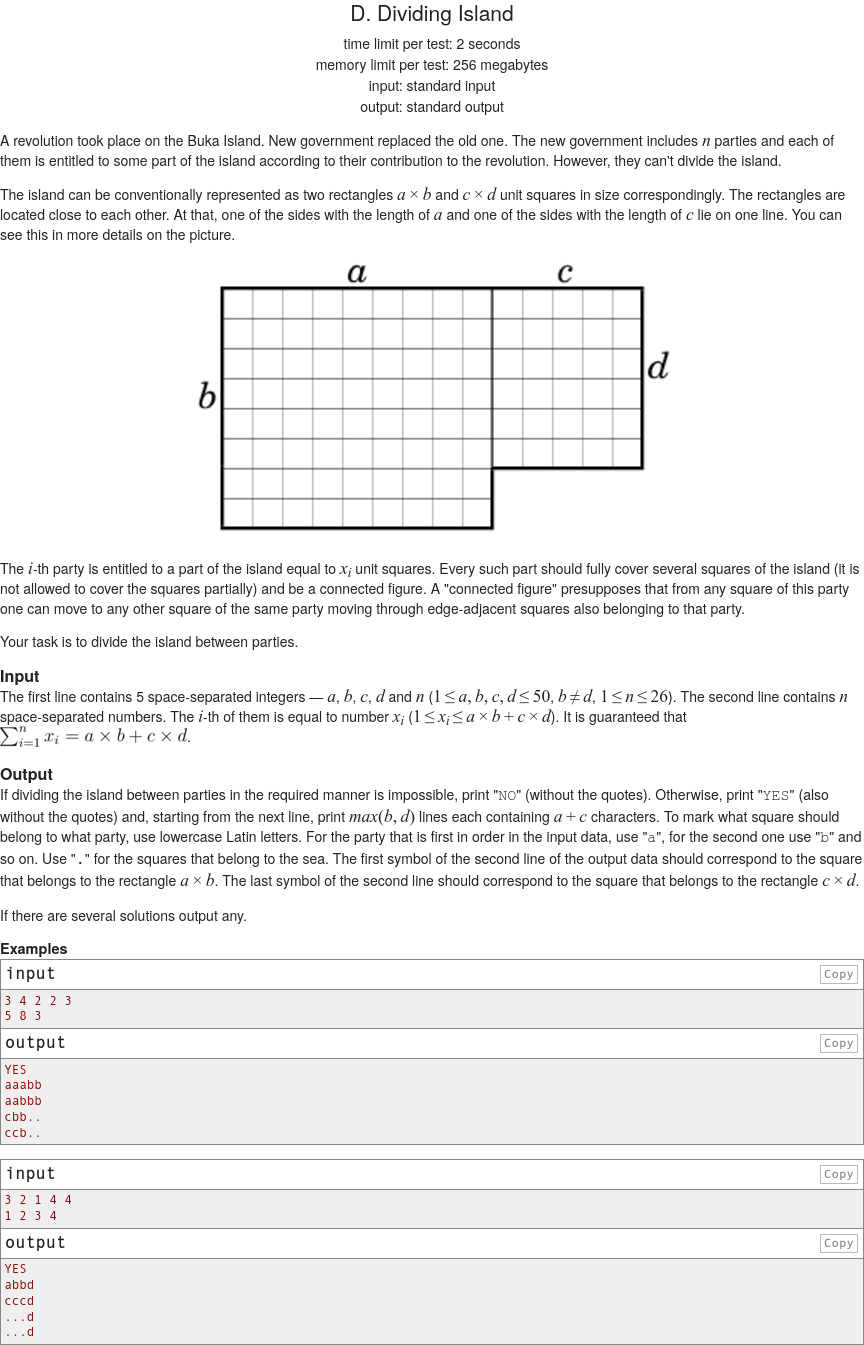 D. Dividing Island
time limit per test: 2 seconds
memory limit per test: 256 megabytes
input: standard input
output: standard output
A revolution took place on the Buka Island. New government replaced the old one. The new government includes n parties and each of
them is entitled to some part of the island according to their contribution to the revolution. However, they can't divide the island.
The island can be conventionally represented as two rectangles a × b and c × d unit squares in size correspondingly. The rectangles are
located close to each other. At that, one of the sides with the length of a and one of the sides with the length of c lie on one line. You can
see this in more details on the picture.
a c
b d
The i-th party is entitled to a part of the island equal to xi unit squares. Every such part should fully cover several squares of the island (it is
not allowed to cover the squares partially) and be a connected figure. A "connected figure" presupposes that from any square of this party
one can move to any other square of the same party moving through edge-adjacent squares also belonging to that party.
Your task is to divide the island between parties.
Input
The first line contains 5 space-separated integers — a, b, c, d and n (1 ≤ a, b, c, d ≤ 50, b ≠ d, 1 ≤ n ≤ 26). The second line contains n
space-separated numbers. The i-th of them is equal to number xi (1 ≤ xi ≤ a × b + c × d). It is guaranteed that
∑ni=1 xi = a × b + c × d.
Output
If dividing the island between parties in the required manner is impossible, print "NO" (without the quotes). Otherwise, print "YES" (also
without the quotes) and, starting from the next line, print max(b, d) lines each containing a + c characters. To mark what square should
belong to what party, use lowercase Latin letters. For the party that is first in order in the input data, use "a", for the second one use "b" and
so on. Use "." for the squares that belong to the sea. The first symbol of the second line of the output data should correspond to the square
that belongs to the rectangle a × b. The last symbol of the second line should correspond to the square that belongs to the rectangle c × d.
If there are several solutions output any.
Examples
input Copy
3 4 2 2 3
5 8 3
output Copy
YES
aaabb
aabbb
cbb..
ccb..
input Copy
3 2 1 4 4
1 2 3 4
output Copy
YES
abbd
cccd
...d
...d